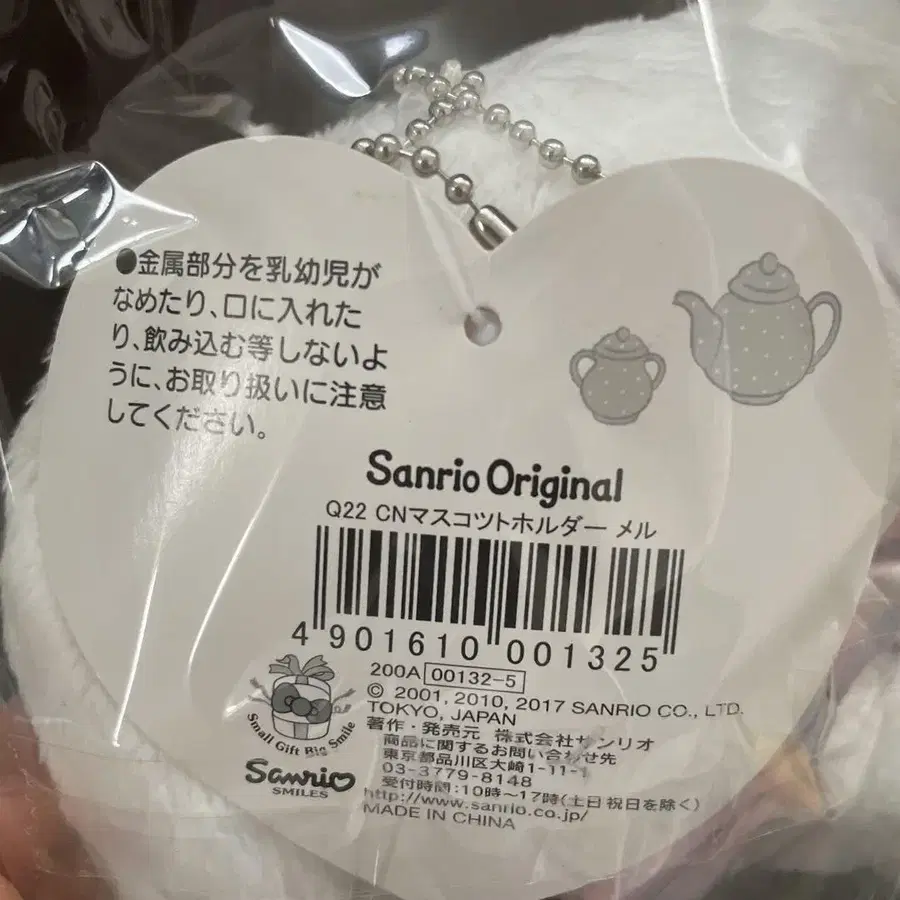 ●金属部分を乳幼児が
なめたり、口に入れた
り、飲み込む等しないよ
うに、お取り扱いに注意
してください。
Sanrio Original
Q22 CNマスコツトホルダー メル
4 901610 001325
200A 00132-5
© 2001, 2010, 2017 SANRIO CO., LTD.
TOKYO, JAPAN
著作・発売元 株式会社サンリオ
商品に関するお問い合わせ先
東京都品川区大崎1-11-1
03-3779-8148
受付時間:10時～17時(土日祝日を除く)
http://www.sanrio.co.jp/
MADE IN CHINA
Small Gift Big Smile
Sanrio
SMILES